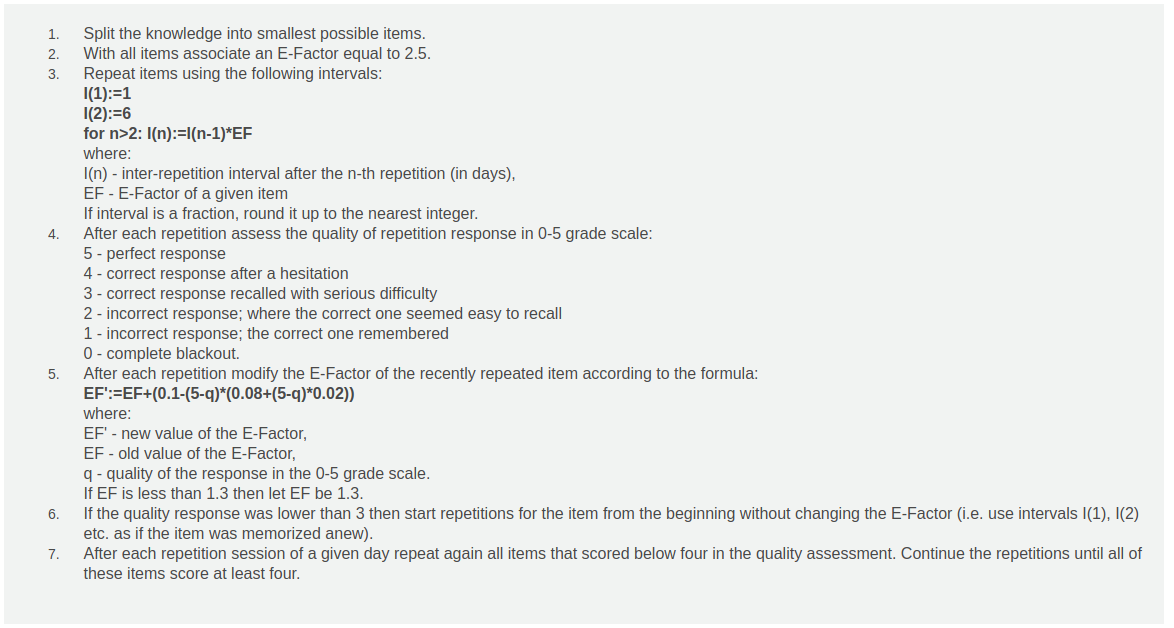 1. Split the knowledge into smallest possible items.
2. With all items associate an E-Factor equal to 2.5.
3. Repeat items using the following intervals:
I(1):=1
I(2):=6
for n>2: I(n):=I(n-1)*EF
where:
I(n) - inter-repetition interval after the n-th repetition (in days),
EF - E-Factor of a given item
If interval is a fraction, round it up to the nearest integer.
4. After each repetition assess the quality of repetition response in 0-5 grade scale:
5 - perfect response
4 - correct response after a hesitation
3 - correct response recalled with serious difficulty
2 - incorrect response; where the correct one seemed easy to recall
1 - incorrect response; the correct one remembered
0 - complete blackout.
5. After each repetition modify the E-Factor of the recently repeated item according to the formula:
EF':=EF+(0.1-(5-q)*(0.08+(5-q)*0.02))
where:
EF' - new value of the E-Factor,
EF - old value of the E-Factor,
q - quality of the response in the 0-5 grade scale.
If EF is less than 1.3 then let EF be 1.3.
6. If the quality response was lower than 3 then start repetitions for the item from the beginning without changing the E-Factor (i.e. use intervals I(1), I(2)
etc. as if the item was memorized anew).
7. After each repetition session of a given day repeat again all items that scored below four in the quality assessment. Continue the repetitions until all of
these items score at least four.